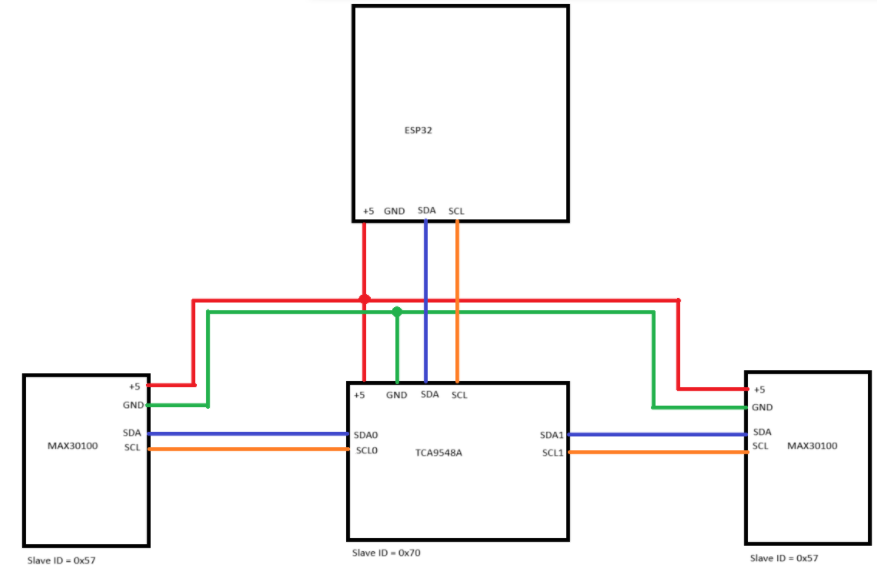 ESP32
+5 GND SDA SCL
+5 GND SDA SCL
+5
GND
SDA
SCL
MAX30100
Slave ID = 0x57
SDA0
SCL0
TCA9548A
SDA1
SCL1
Slave ID = 0x70
+5
GND
SDA
SCL
MAX30100
Slave ID = 0x57